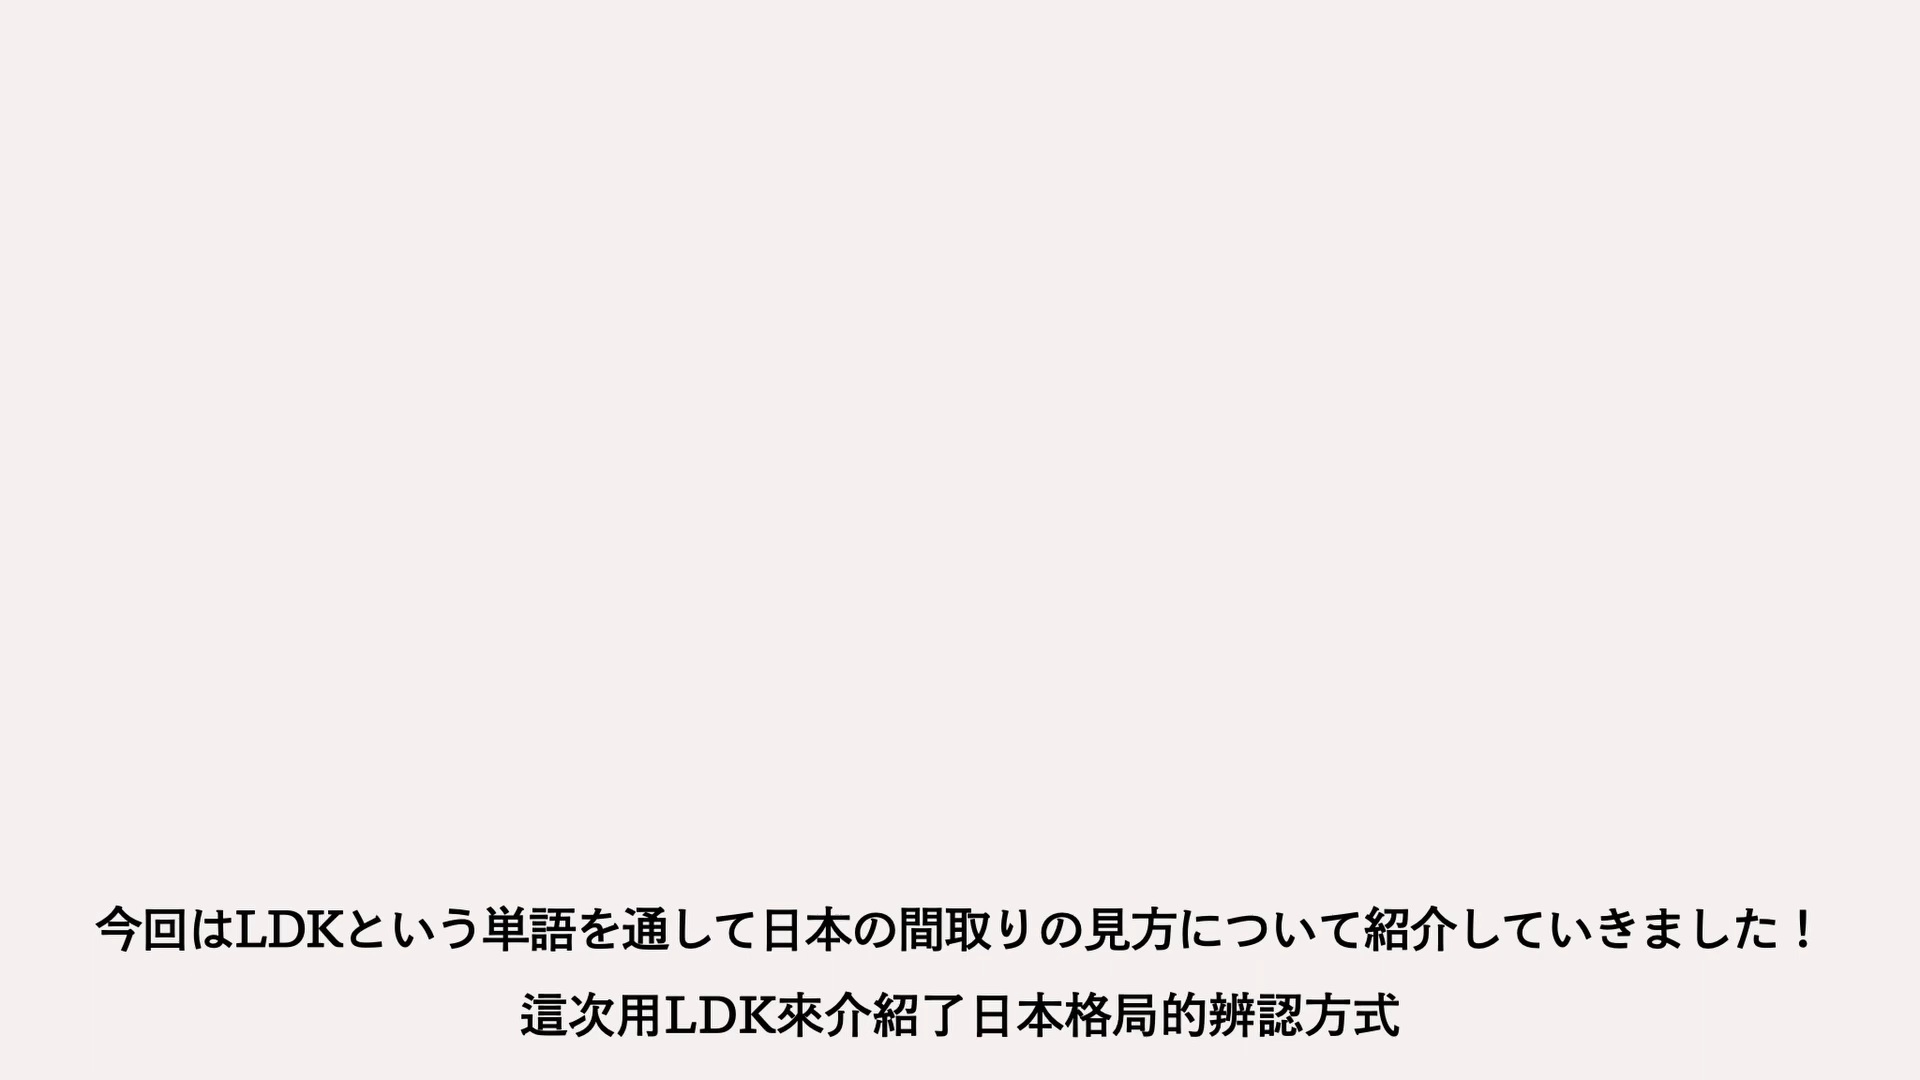 今回はLDKという単語を通して日本の間取りの見方について紹介していきました！
這次用LDK來介紹了日本格局的辨認方式